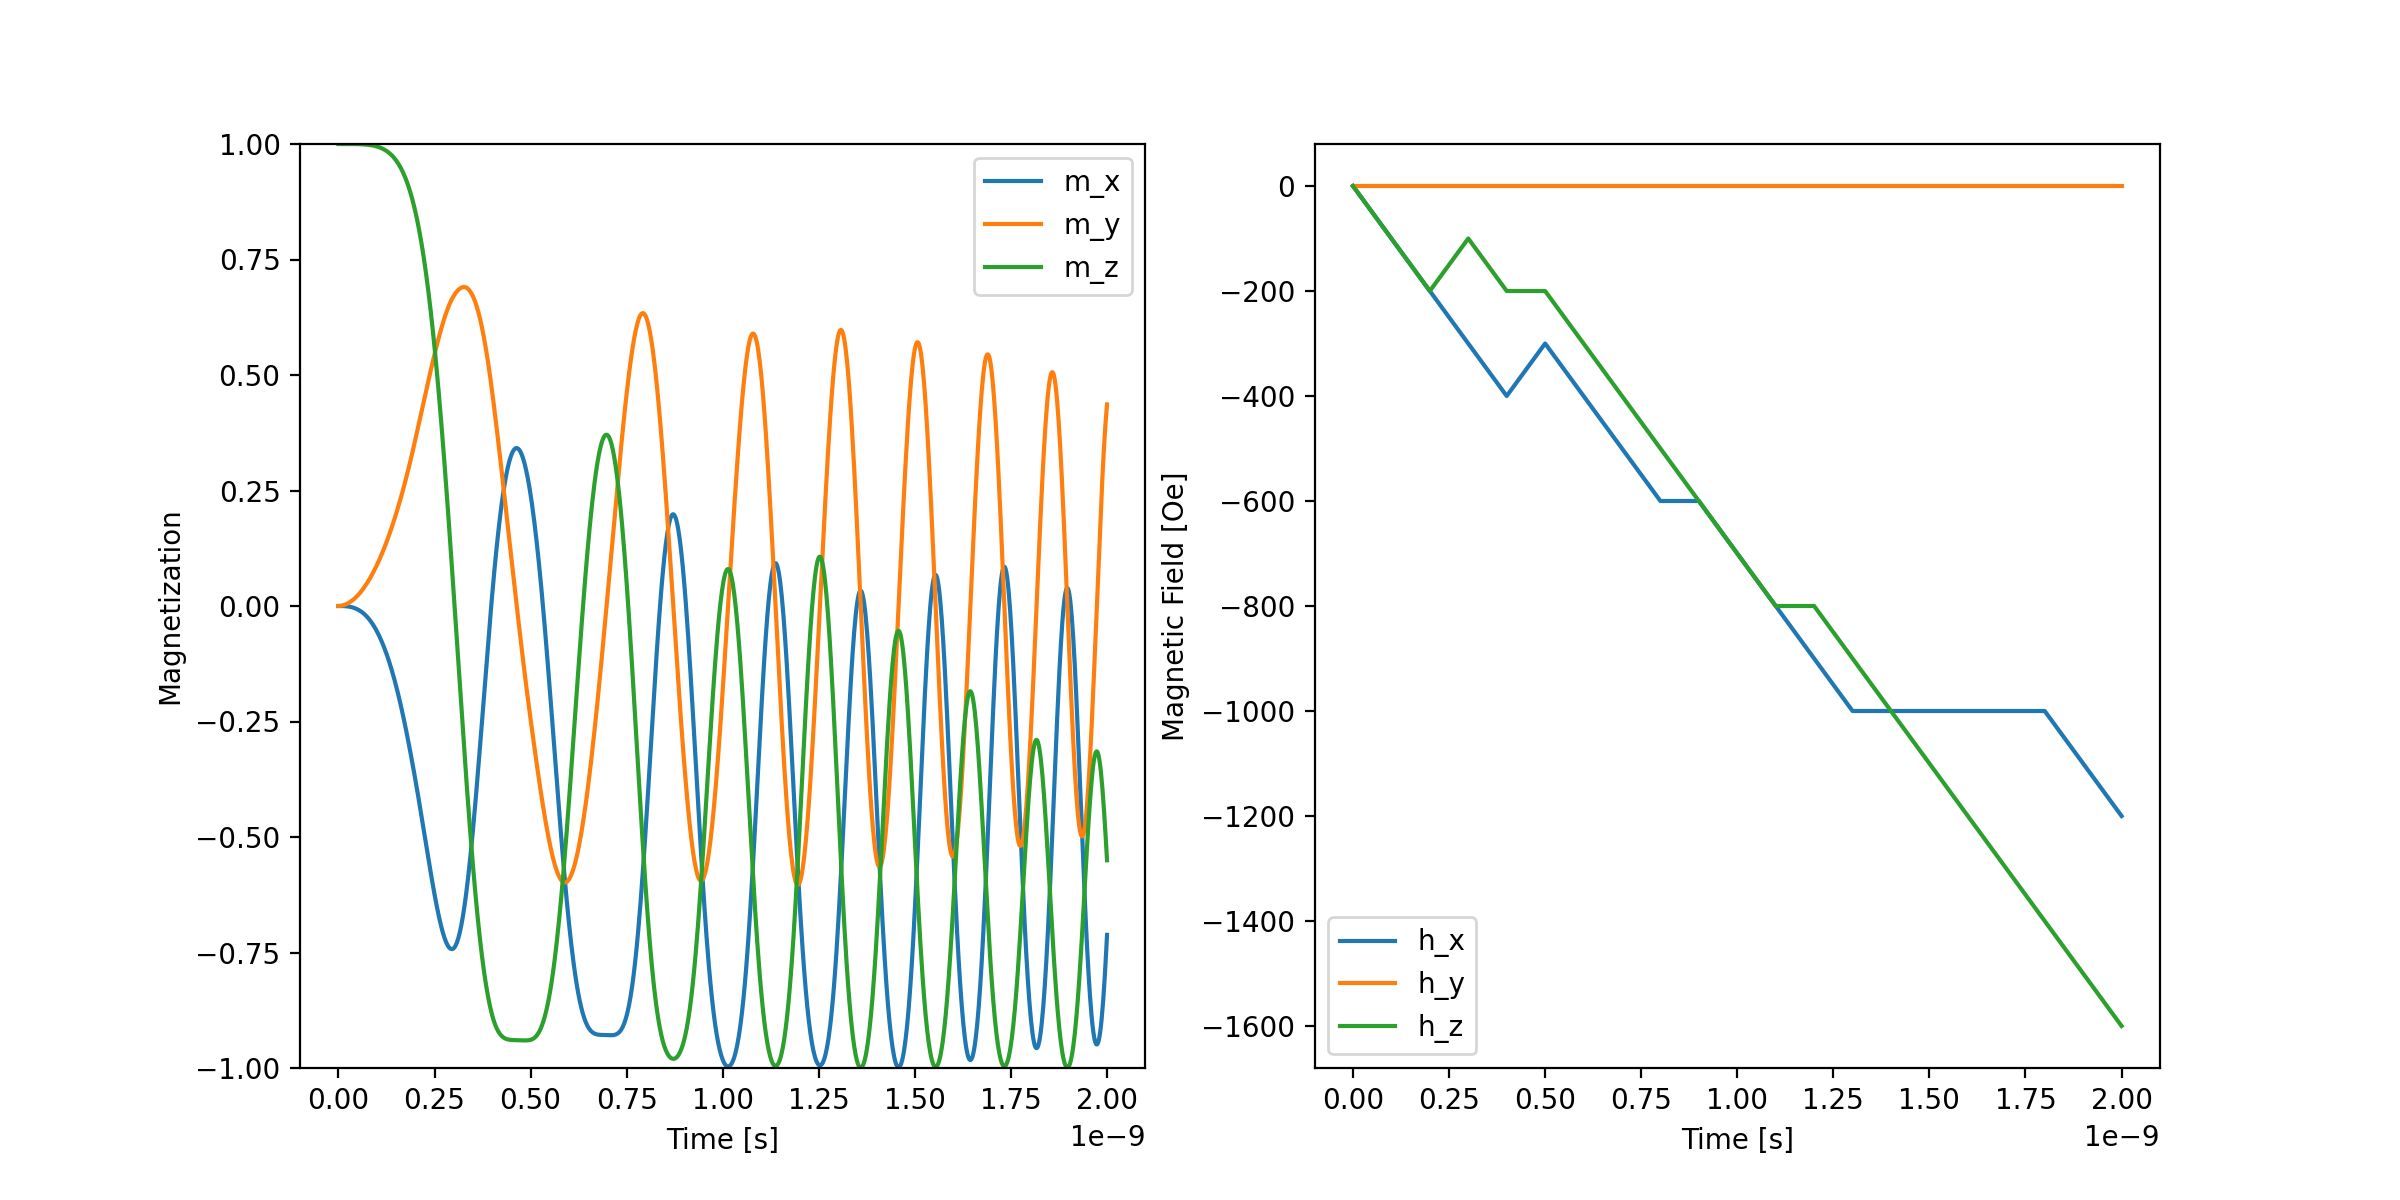 Magnetization
1.00
0.75
0.50
0.25
0.00
−0.25
−0.50
−0.75
−1.00
m_x
m_y
m_z
0.00 0.25 0.50 0.75 1.00 1.25 1.50 1.75 2.00
Time [s]
1e−9
Magnetic Field [Oe]
0
−200
−400
−600
−800
−1000
−1200
−1400
−1600
h_x
h_y
h_z
0.00 0.25 0.50 0.75 1.00 1.25 1.50 1.75 2.00
Time [s]
1e−9